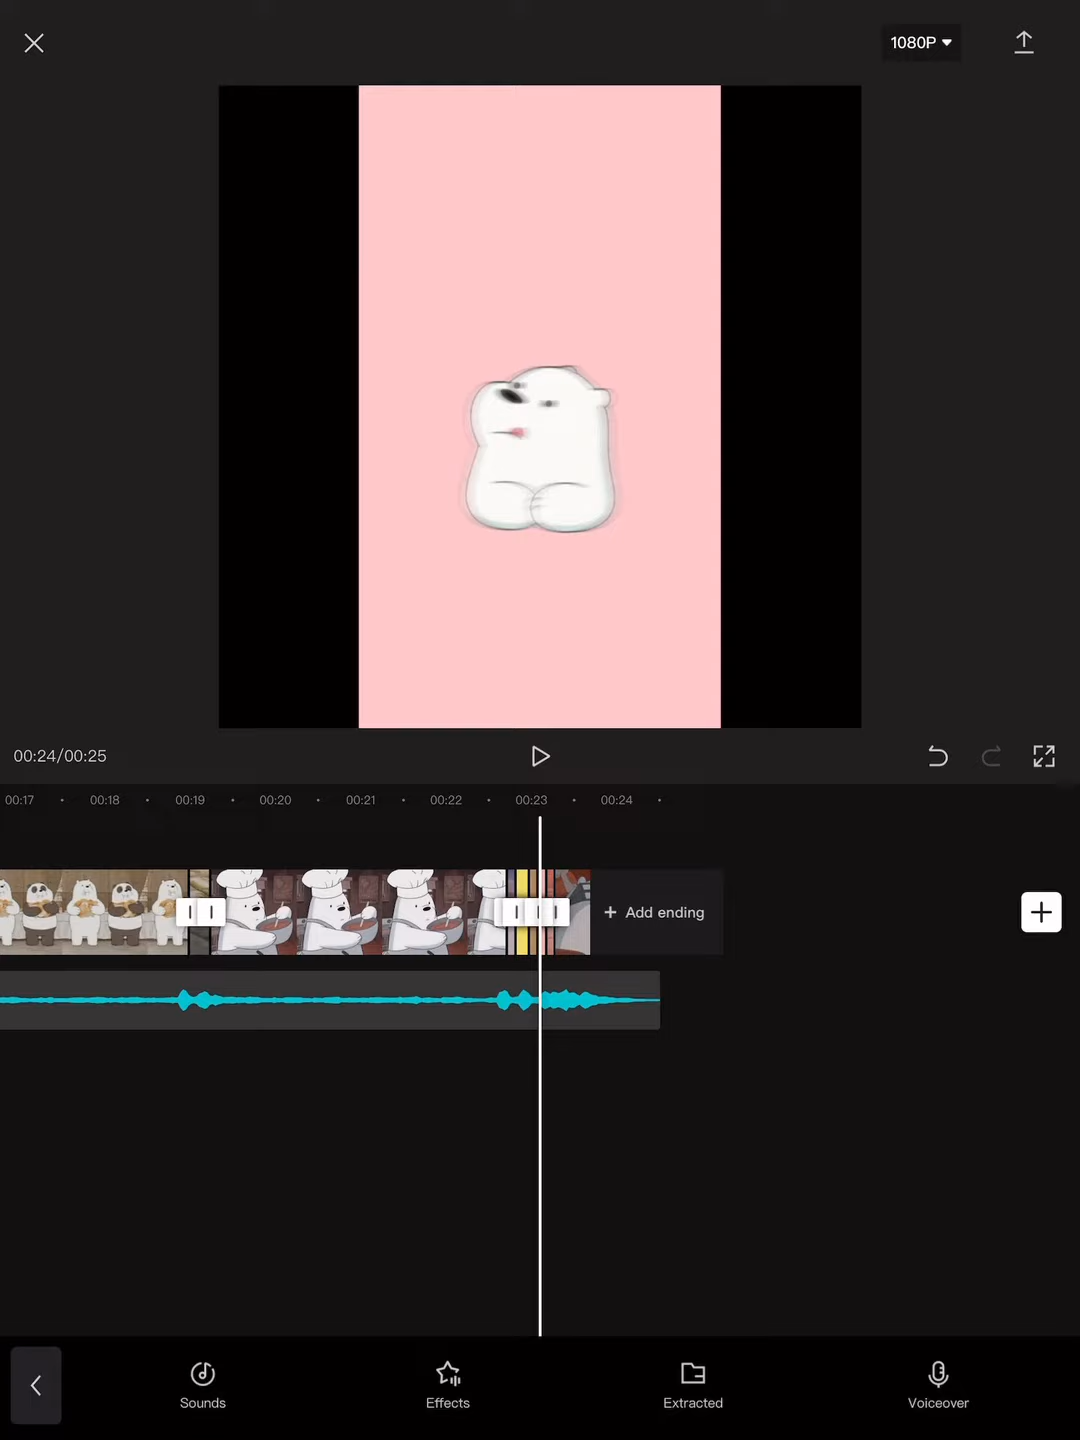 1080P
00:24/00:25
00:17 00:18 00:19 00:20 00:21 00:22 00:23 00:24
+ Add ending
Sounds Effects Extracted Voiceover